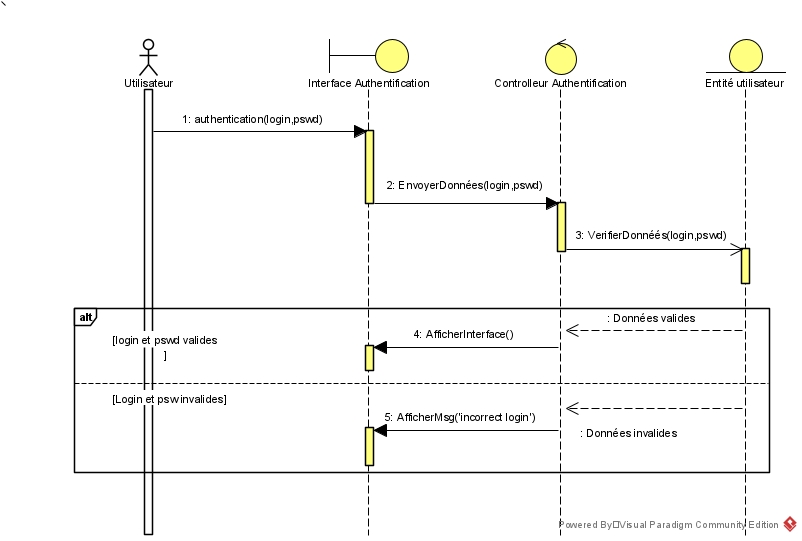 Utilisateur
Interface Authentification
Controlleur Authentification
Entité utilisateur
1: authentication(login,pswd)
2: EnvoyerDonnées(login,pswd)
3: VerifierDonnéés(login,pswd)
alt
: Données valides
[login et pswd valides
]
4: AfficherInterface()
[Login et psw invalides]
5: AfficherMsg('incorrect login')
: Données invalides
Powered By Visual Paradigm Community Edition